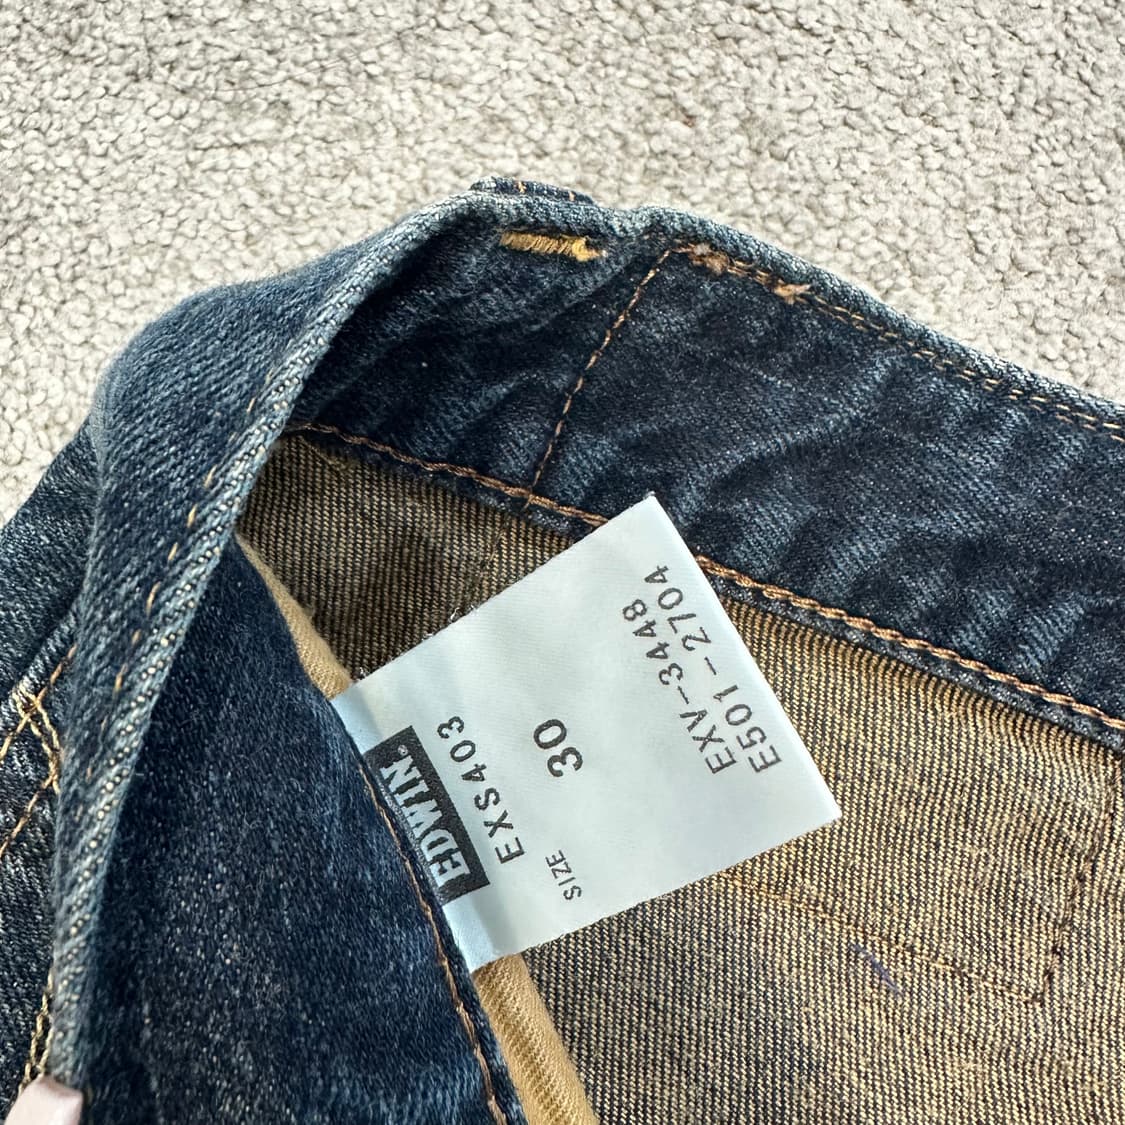 EDWIN.
EXS403
SIZE 30
EXV-3448
E501-2704